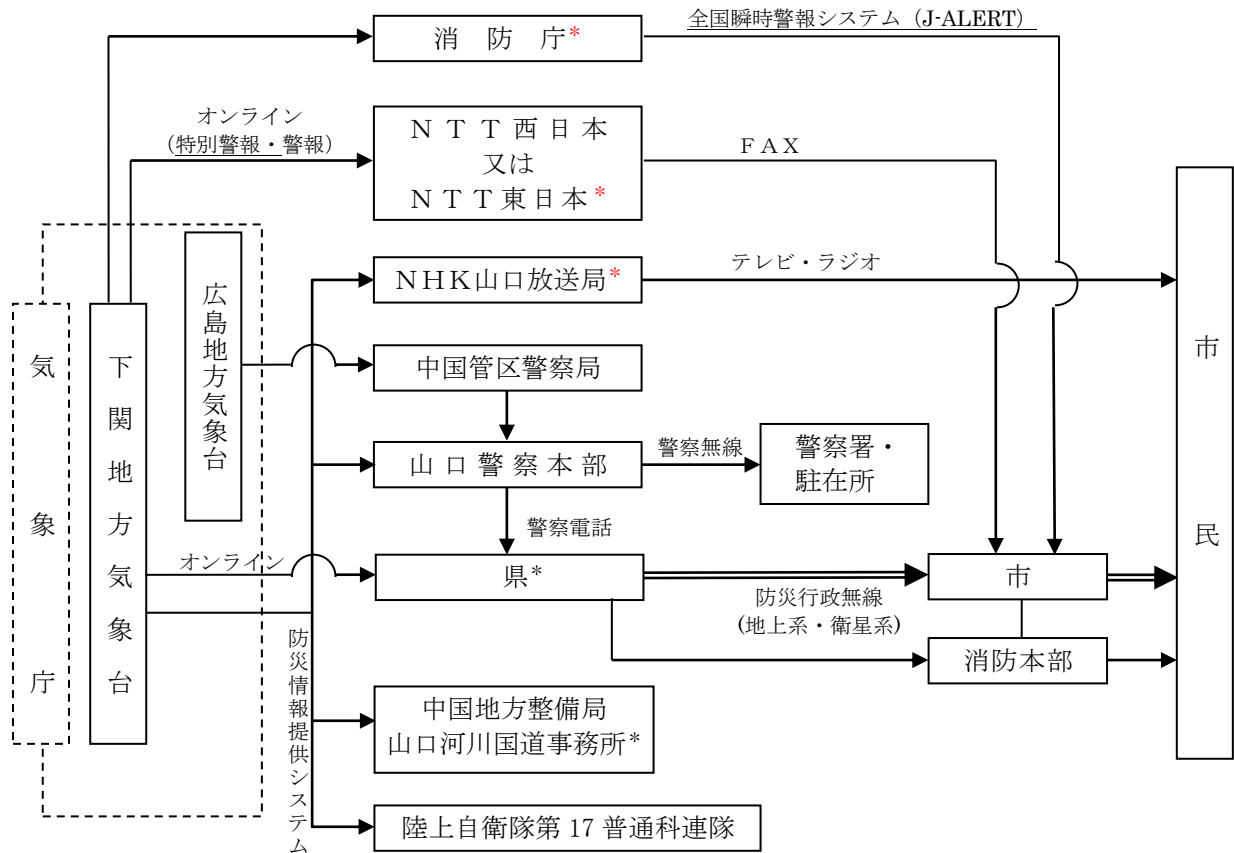 消 防 庁*
全国瞬時警報システム（J-ALERT）
オンライン
（特別警報・警報）
ＮＴＴ西日本
又は
ＮＴＴ東日本*
ＦＡＸ
ＮＨＫ山口放送局*
テレビ・ラジオ
広島地方気象台
気象庁
下関地方気象台
中国管区警察局
山口警察本部
警察無線
警察署・
駐在所
警察電話
オンライン
県*
防災行政無線
(地上系・衛星系)
市
消防本部
市民
防災情報提供システム
中国地方整備局
山口河川国道事務所*
陸上自衛隊第 17 普通科連隊